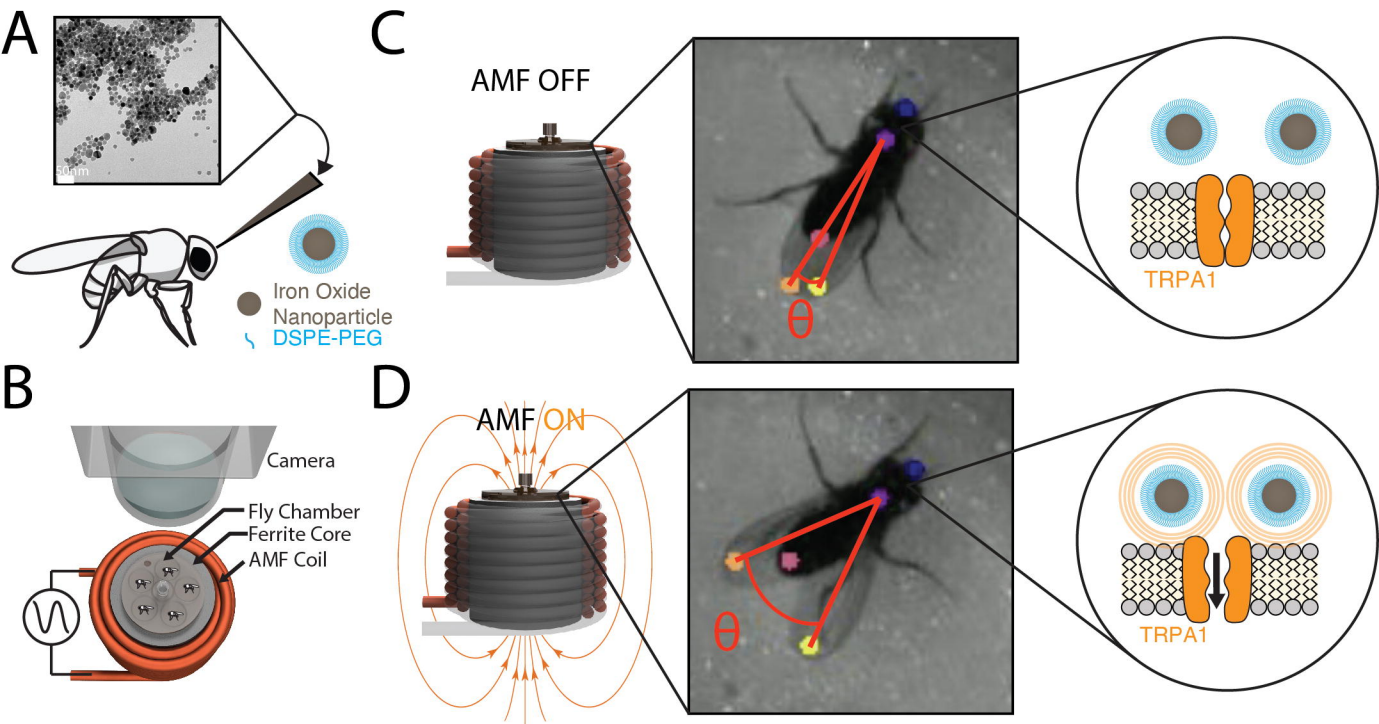 A
50nm
Iron Oxide
Nanoparticle
DSPE-PEG
B
Camera
Fly Chamber
Ferrite Core
AMF Coil
C
AMF OFF
θ
TRPA1
D
AMF ON
θ
TRPA1